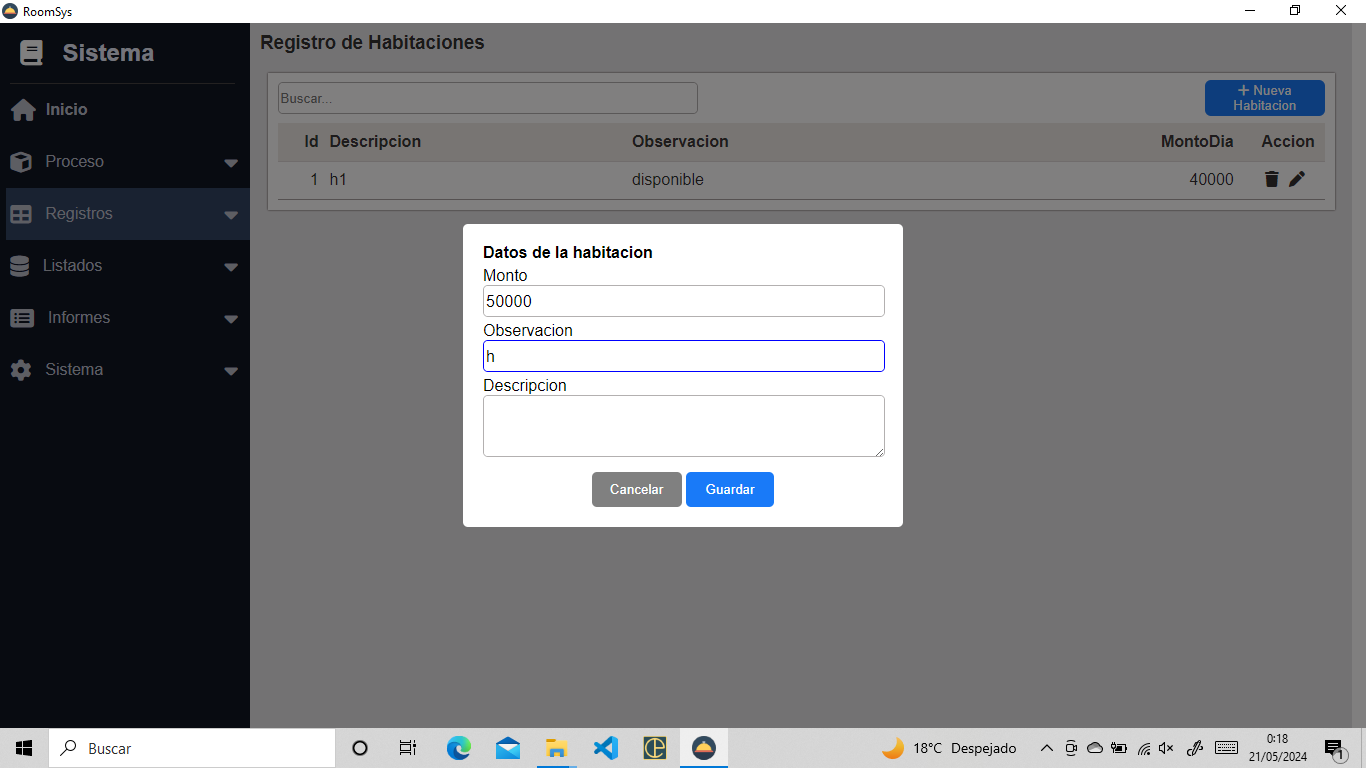 RoomSys
Sistema
Inicio
Proceso
Registros
Listados
Informes
Sistema
Registro de Habitaciones
Buscar...
Nueva
Habitacion
Id Descripcion Observacion MontoDia Accion
1 h1 disponible 40000
Datos de la habitacion
Monto
50000
Observacion
h
Descripcion
Cancelar Guardar
Buscar
18°C Despejado
0:18
21/05/2024
1